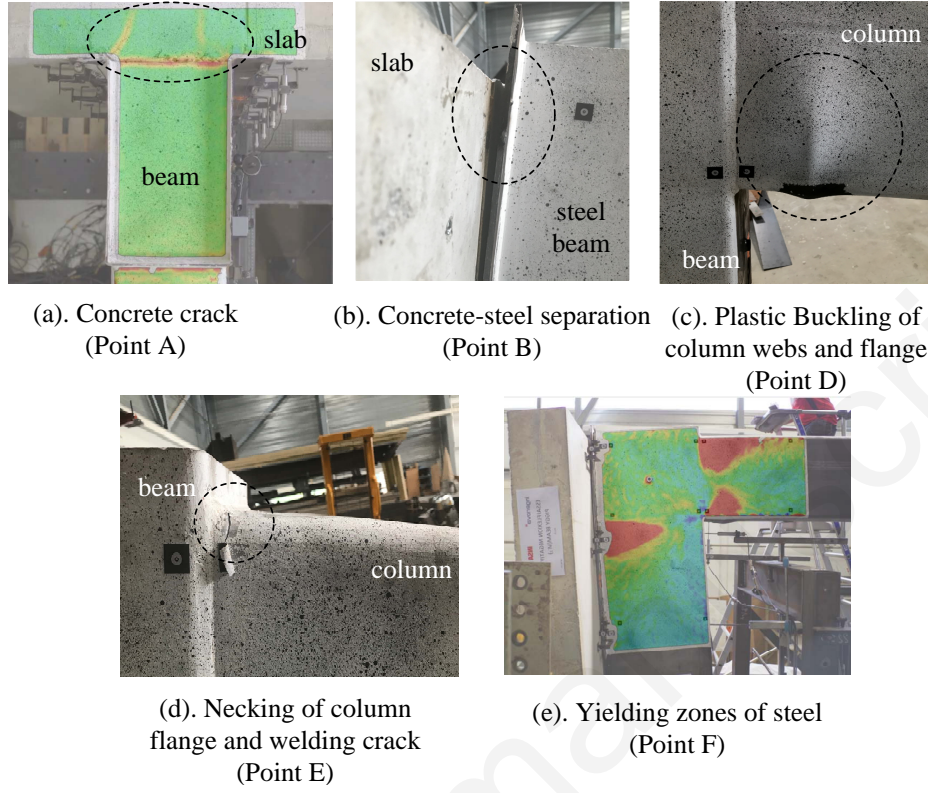 slab
beam
(a). Concrete crack
(Point A)
slab
steel
beam
(b). Concrete-steel separation
(Point B)
column
beam
(c). Plastic Buckling of
column webs and flange
(Point D)
beam
column
(d). Necking of column
flange and welding crack
(Point E)
(e). Yielding zones of steel
(Point F)